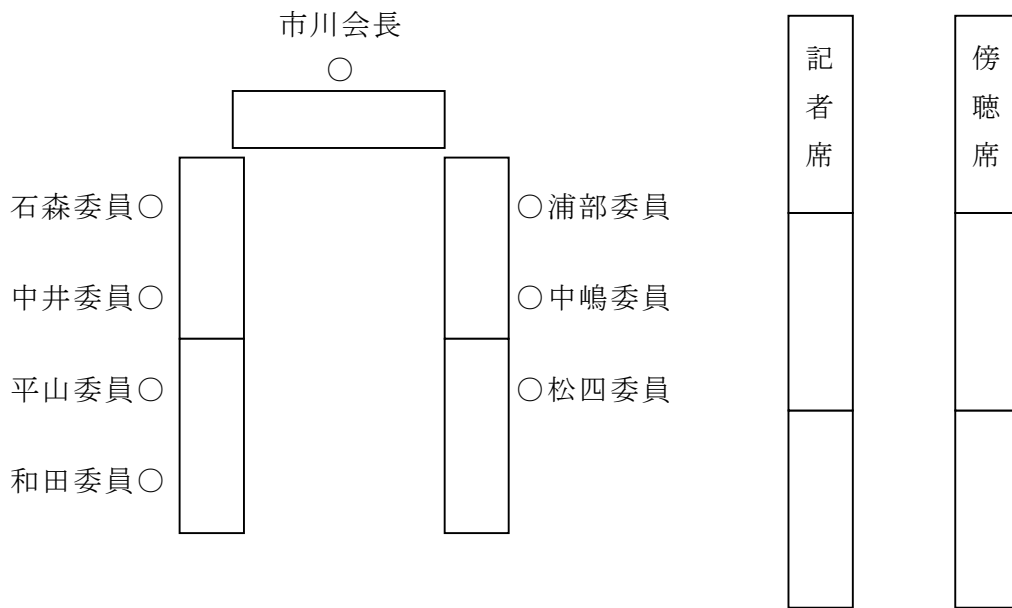 市川会長
○
石森委員○
○浦部委員
中井委員○
○中嶋委員
平山委員○
○松四委員
和田委員○
記者席
傍聴席